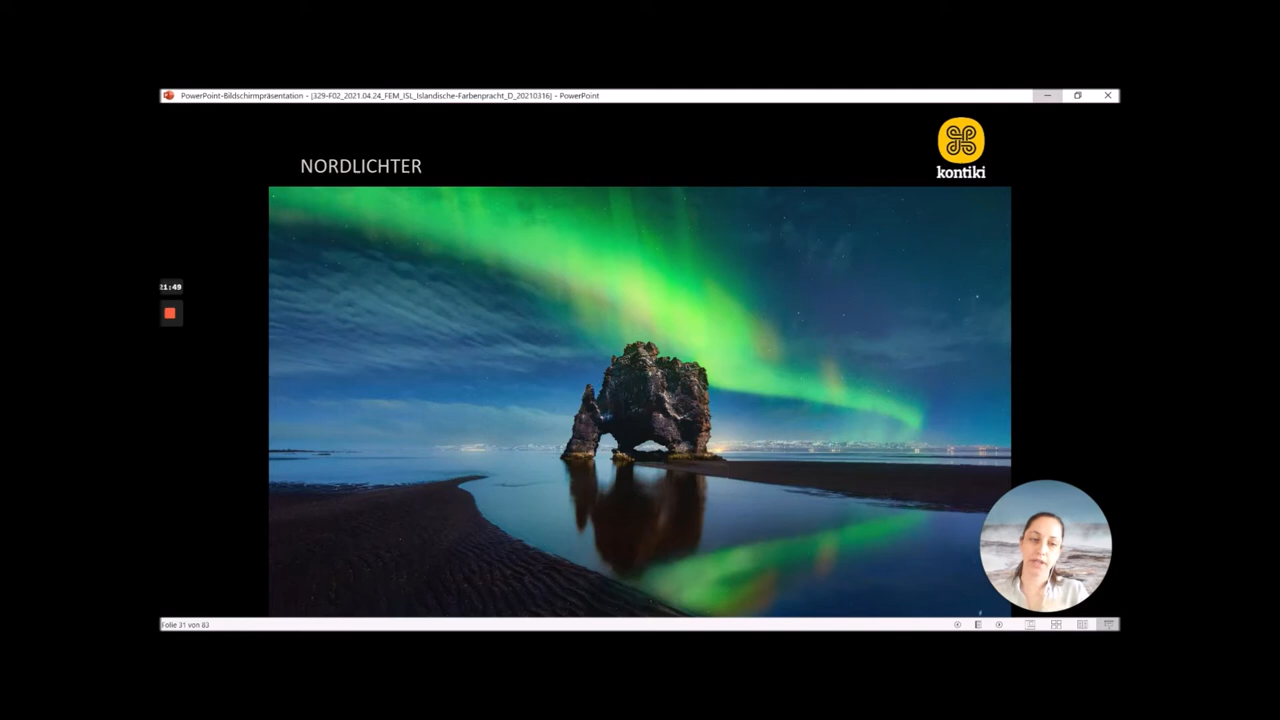 PowerPoint-Bildschirmpräsentation - [329-F02_2021.04.24_FEM_ISL_Islandische-Farbenpracht_D_20210316] - PowerPoint
kontiki
NORDLICHTER
21:49
Folie 31 von 83